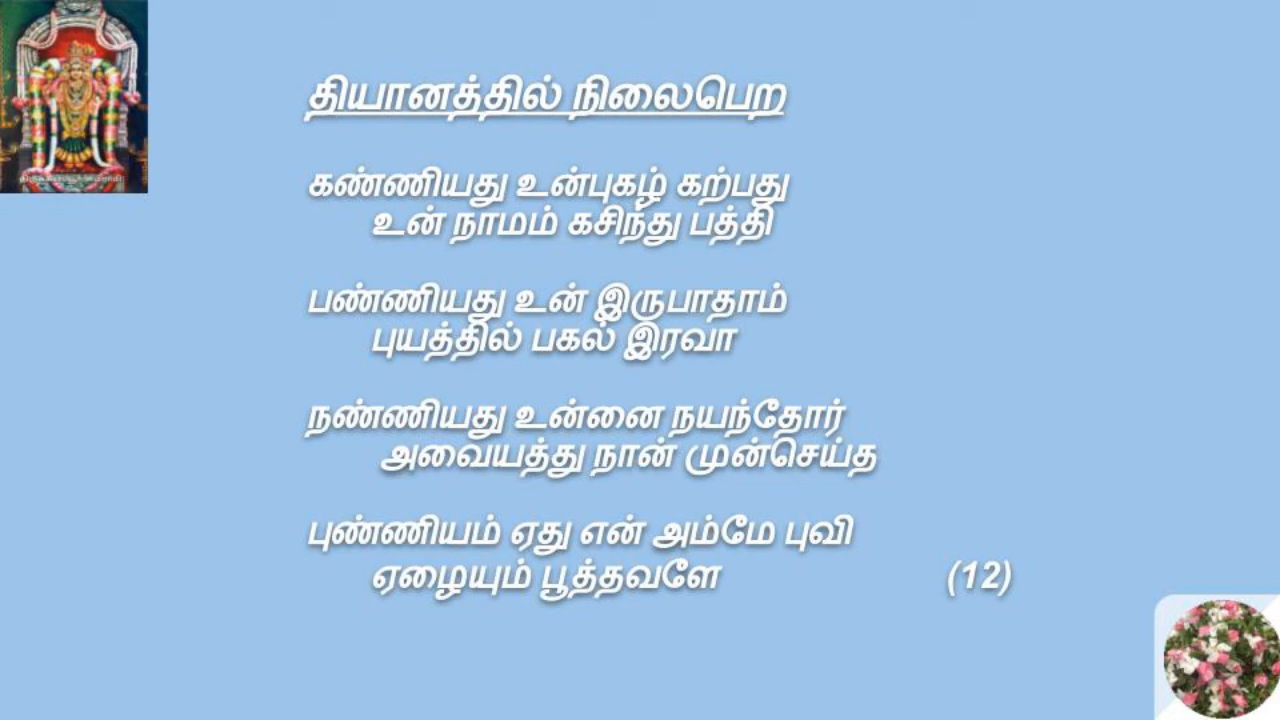 தியானத்தில் நிலைபெற
கண்ணியது உன்புகழ் கற்பது
உன் நாமம் கசிந்து பத்தி
பண்ணியது உன் இருபாதாம்
புயத்தில் பகல் இரவா
நண்ணியது உன்னை நயந்தோர்
அவையத்து நான் முன்செய்த
புண்ணியம் ஏது என் அம்மே புவி
ஏழையும் பூத்தவளே (12)